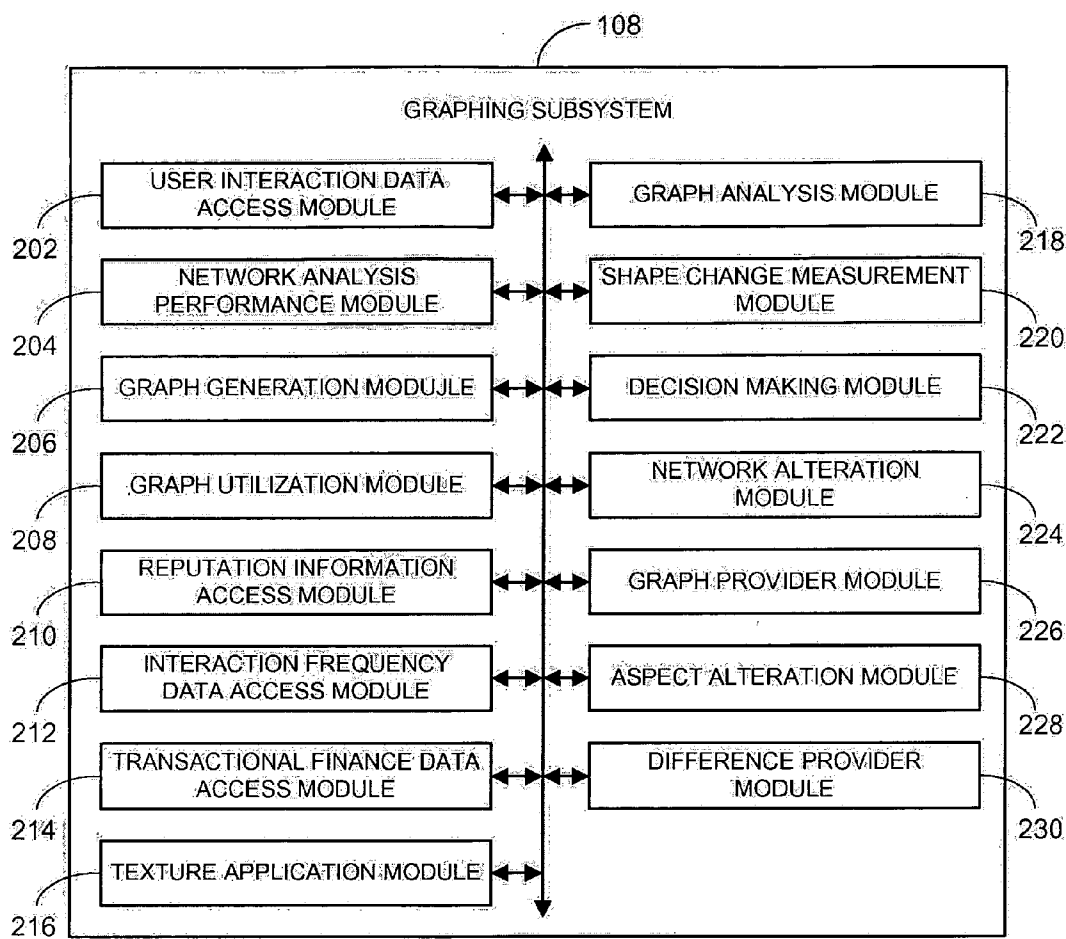 108
GRAPHING SUBSYSTEM
USER INTERACTION DATA
ACCESS MODULE
202
NETWORK ANALYSIS
PERFORMANCE MODULE
204
GRAPH GENERATION MODUJLE
206
GRAPH UTILIZATION MODULE
208
REPUTATION INFORMATION
ACCESS MODULE
210
INTERACTION FREQUENCY
DATA ACCESS MODULE
212
TRANSACTIONAL FINANCE DATA
ACCESS MODULE
214
TEXTURE APPLICATION MODULE
216
GRAPH ANALYSIS MODULE
218
SHAPE CHANGE MEASUREMENT
MODULE
220
DECISION MAKING MODULE
222
NETWORK ALTERATION
MODULE
224
GRAPH PROVIDER MODULE
226
ASPECT ALTERATION MODULE
228
DIFFERENCE PROVIDER
MODULE
230